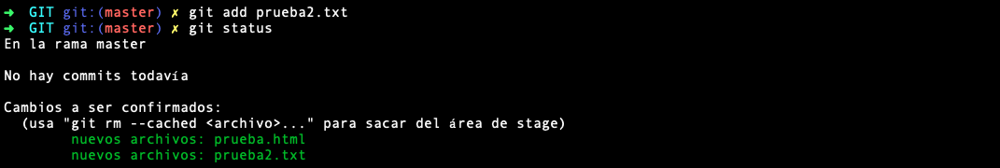 ➜ GIT git:(master) ✗ git add prueba2.txt
➜ GIT git:(master) ✗ git status
En la rama master
No hay commits todavía
Cambios a ser confirmados:
(usa "git rm --cached <archivo>..." para sacar del área de stage)
nuevos archivos: prueba.html
nuevos archivos: prueba2.txt